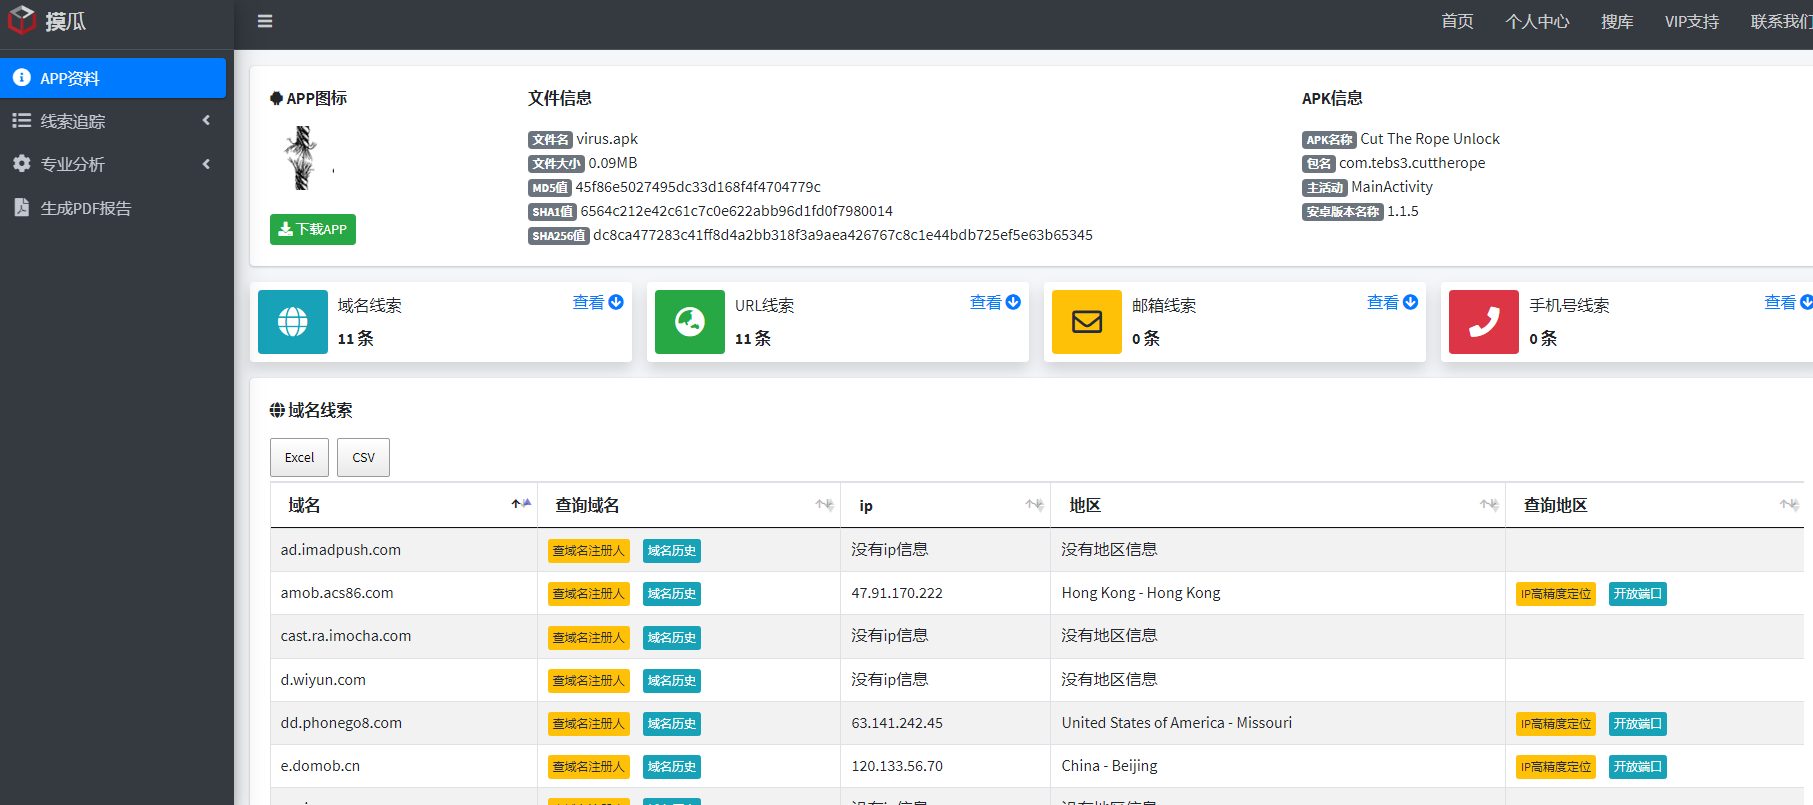 摸瓜
首页 个人中心 搜库 VIP支持 联系我们
APP资料
线索追踪
专业分析
生成PDF报告
APP图标
下载APP
文件信息
文件名 virus.apk
文件大小 0.09MB
MD5值 45f86e5027495dc33d168f4f4704779c
SHA1值 6564c212e42c61c7c0e622abb96d1fd0f7980014
SHA256值 dc8ca477283c41ff8d4a2bb318f3a9aea426767c8c1e44bdb725ef5e63b65345
APK信息
APK名称 Cut The Rope Unlock
包名 com.tebs3.cuttherope
主活动 MainActivity
安卓版本名称 1.1.5
域名线索 查看
11 条
URL线索 查看
11 条
邮箱线索 查看
0 条
手机号线索 查看
0 条
域名线索
Excel CSV
域名 查询域名 ip 地区 查询地区
ad.imadpush.com 查域名注册人 域名历史 没有ip信息 没有地区信息
amob.acs86.com 查域名注册人 域名历史 47.91.170.222 Hong Kong - Hong Kong IP高精度定位 开放端口
cast.ra.imocha.com 查域名注册人 域名历史 没有ip信息 没有地区信息
d.wiyun.com 查域名注册人 域名历史 没有ip信息 没有地区信息
dd.phonego8.com 查域名注册人 域名历史 63.141.242.45 United States of America - Missouri IP高精度定位 开放端口
e.domob.cn 查域名注册人 域名历史 120.133.56.70 China - Beijing IP高精度定位 开放端口